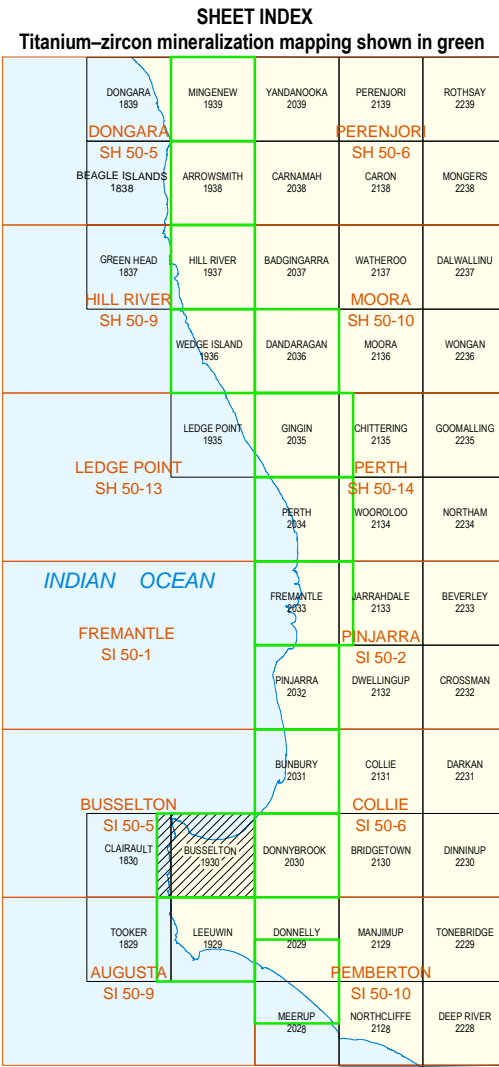 SHEET INDEX
Titanium–zircon mineralization mapping shown in green
DONGARA
1839
MINGENEW
1939
YANDANOOKA
2039
PERENJORI
2139
ROTHSAY
2239
DONGARA
SH 50-5
PERENJORI
SH 50-6
BEAGLE ISLANDS
1838
ARROWSMITH
1938
CARNAMAH
2038
CARON
2138
MONGERS
2238
GREEN HEAD
1837
HILL RIVER
1937
BADGINGARRA
2037
WATHEROO
2137
DALWALLINU
2237
HILL RIVER
SH 50-9
MOORA
SH 50-10
WEDGE ISLAND
1936
DANDARAGAN
2036
MOORA
2136
WONGAN
2236
LEDGE POINT
1935
GINGIN
2035
CHITTERING
2135
GOOMALLING
2235
LEDGE POINT
SH 50-13
PERTH
SH 50-14
PERTH
2034
WOOROLOO
2134
NORTHAM
2234
INDIAN OCEAN
FREMANTLE
2033
JARRAHDALE
2133
BEVERLEY
2233
FREMANTLE
SI 50-1
PINJARRA
SI 50-2
PINJARRA
2032
DWELLINGUP
2132
CROSSMAN
2232
BUNBURY
2031
COLLIE
2131
DARKAN
2231
BUSSELTON
SI 50-5
COLLIE
SI 50-6
CLAIRAULT
1830
BUSSELTON
1930
DONNYBROOK
2030
BRIDGETOWN
2130
DINNINUP
2230
TOOKER
1829
LEEUWIN
1929
DONNELLY
2029
MANJIMUP
2129
TONEBRIDGE
2229
AUGUSTA
SI 50-9
PEMBERTON
SI 50-10
MEERUP
2028
NORTHCLIFFE
2128
DEEP RIVER
2228